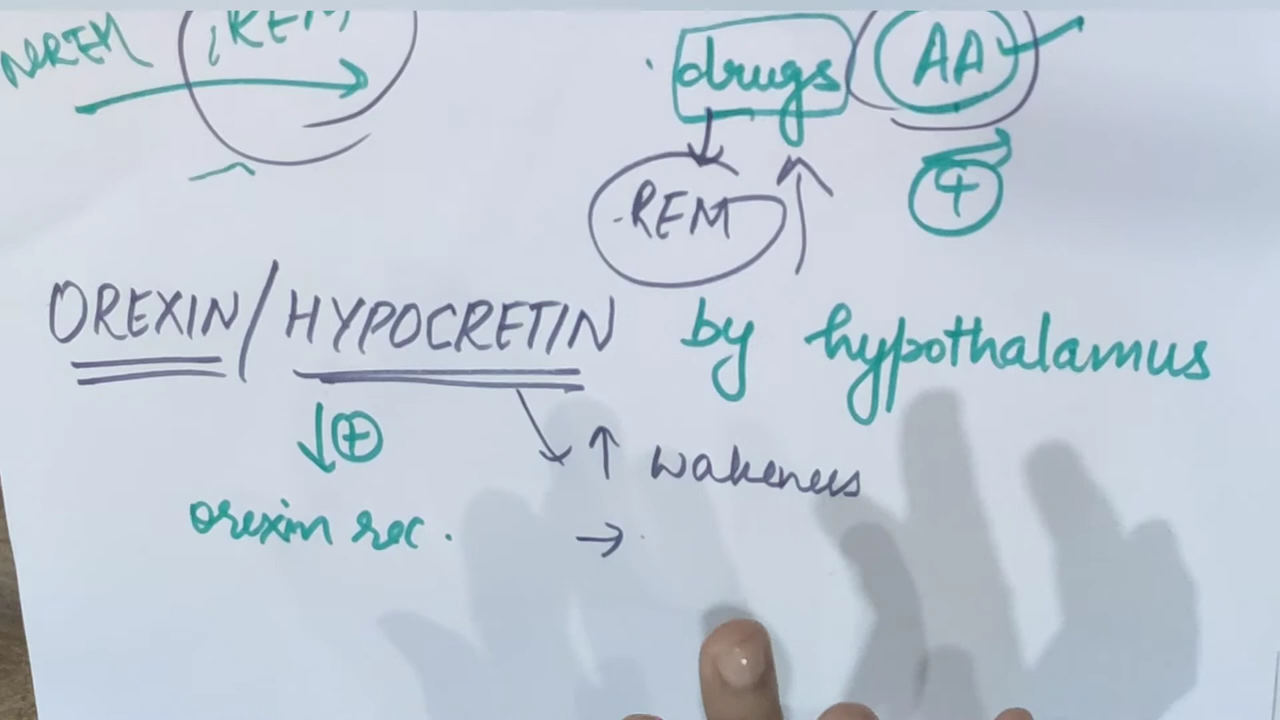 NREM REM
drugs AA
REM +
OREXIN/HYPOCRETIN by hypothalamus
↓ + ↑ wakeness
orexin rec. →